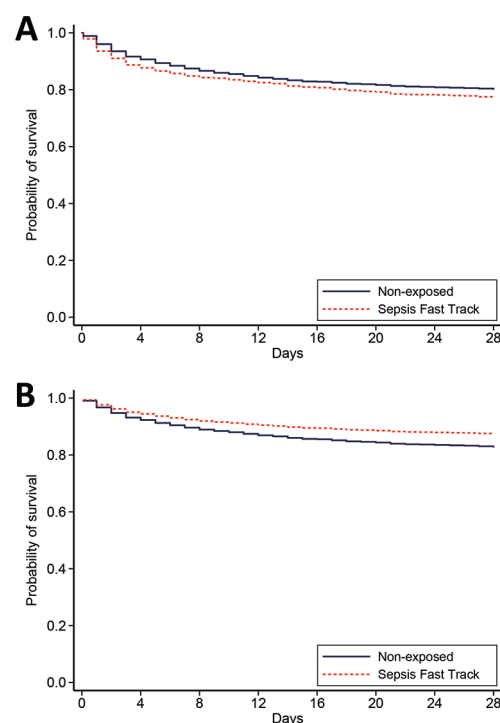 A
Probability of survival
1.0
0.8
0.6
0.4
0.2
0.0
Non-exposed
Sepsis Fast Track
0 4 8 12 16 20 24 28
Days
B
Probability of survival
1.0
0.8
0.6
0.4
0.2
0.0
Non-exposed
Sepsis Fast Track
0 4 8 12 16 20 24 28
Days